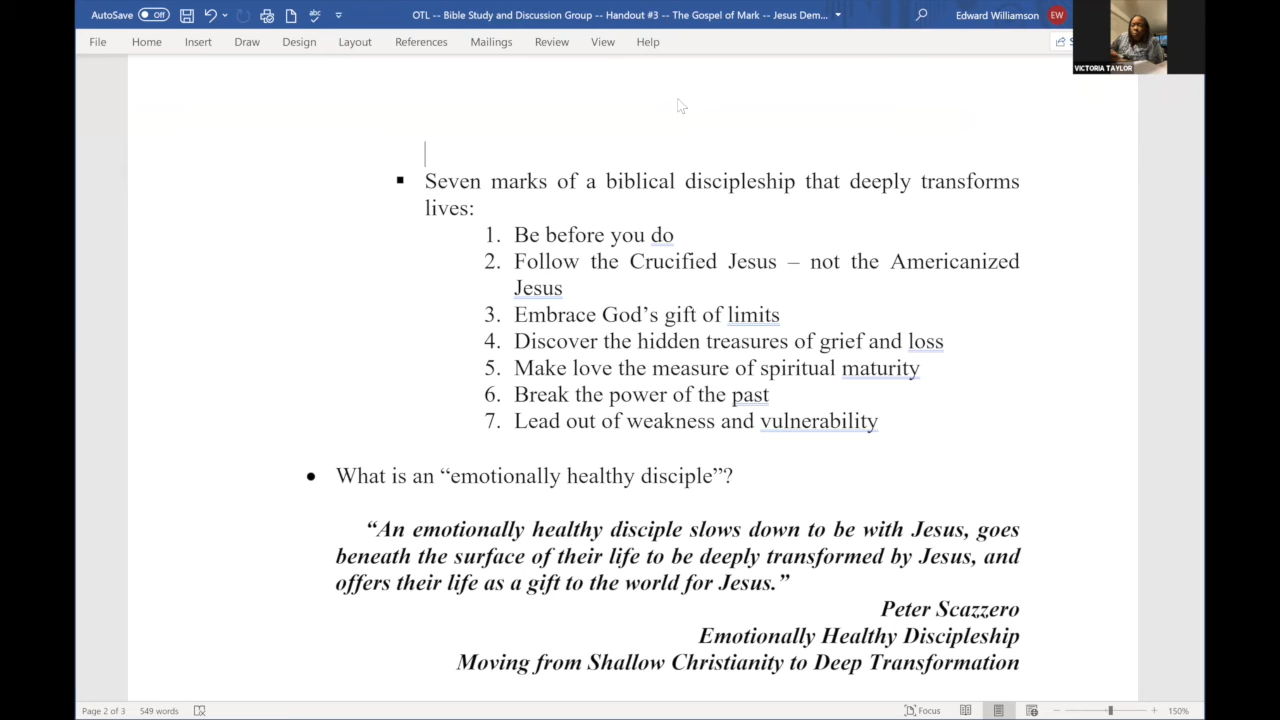 AutoSave Off OTL -- Bible Study and Discussion Group -- Handout #3 -- The Gospel of Mark -- Jesus Dem... Edward Williamson EW
File Home Insert Draw Design Layout References Mailings Review View Help S
VICTORIA TAYLOR
▪ Seven marks of a biblical discipleship that deeply transforms
lives:
1. Be before you do
2. Follow the Crucified Jesus – not the Americanized
Jesus
3. Embrace God’s gift of limits
4. Discover the hidden treasures of grief and loss
5. Make love the measure of spiritual maturity
6. Break the power of the past
7. Lead out of weakness and vulnerability
• What is an “emotionally healthy disciple”?
“An emotionally healthy disciple slows down to be with Jesus, goes
beneath the surface of their life to be deeply transformed by Jesus, and
offers their life as a gift to the world for Jesus.”
Peter Scazzero
Emotionally Healthy Discipleship
Moving from Shallow Christianity to Deep Transformation
Page 2 of 3 549 words Focus 150%